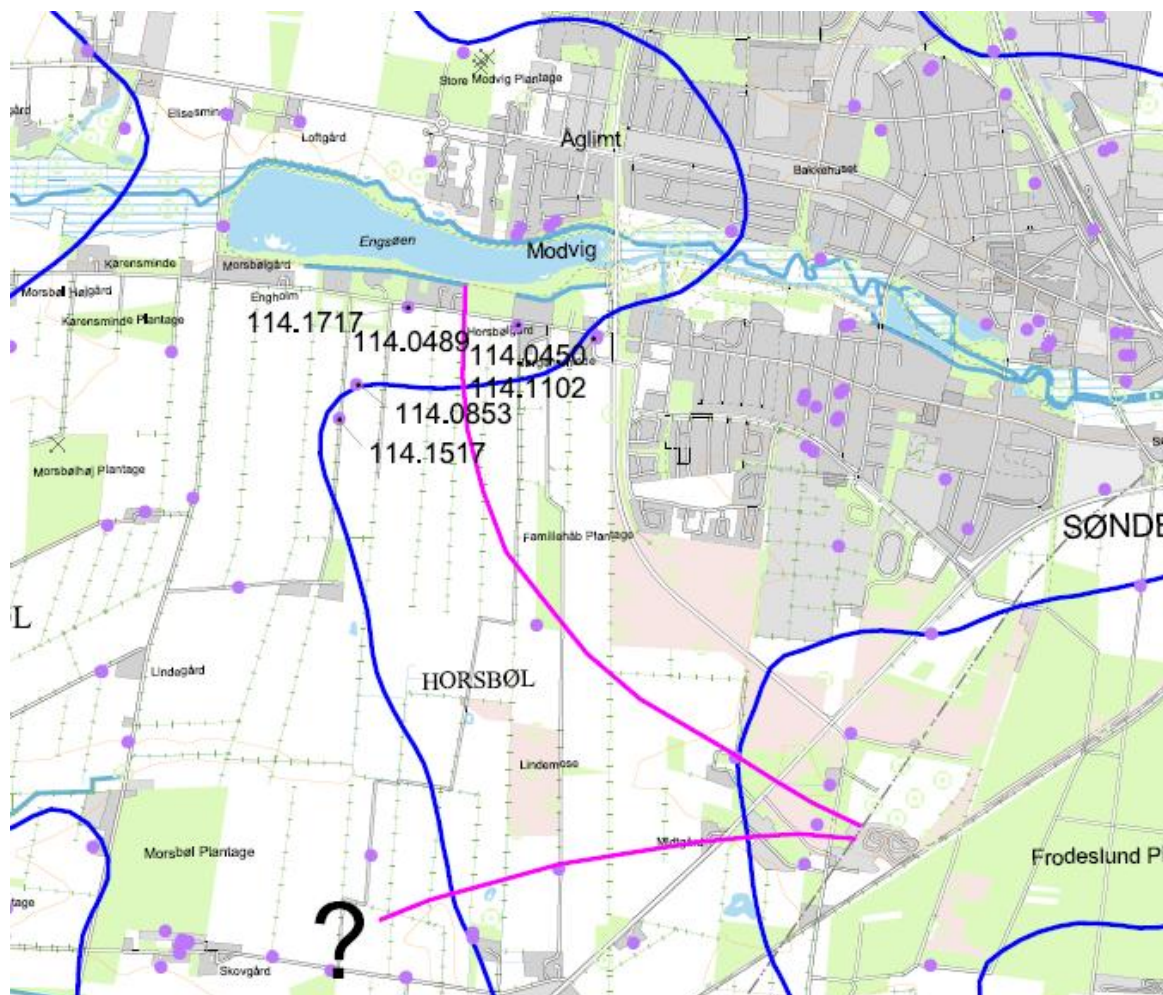 Store Modvig Plantage
gård
Elisesminde
Loftgård
Aglimt
Bakkehuset
Engsøen
Modvig
Karensminde
Morsbølgård
Morsbøl Højgård
Engholm
Karensminde Plantage
114.1717
Horsbølgård
114.0489
114.0450
114.1102
114.0853
114.1517
Morsbølhøj Plantage
SØNDE
Familiehåb Plantage
L
Lindegård
HORSBØL
Lindemose
Midtgård
Morsbøl Plantage
Frodeslund P
tage
?
Skovgård